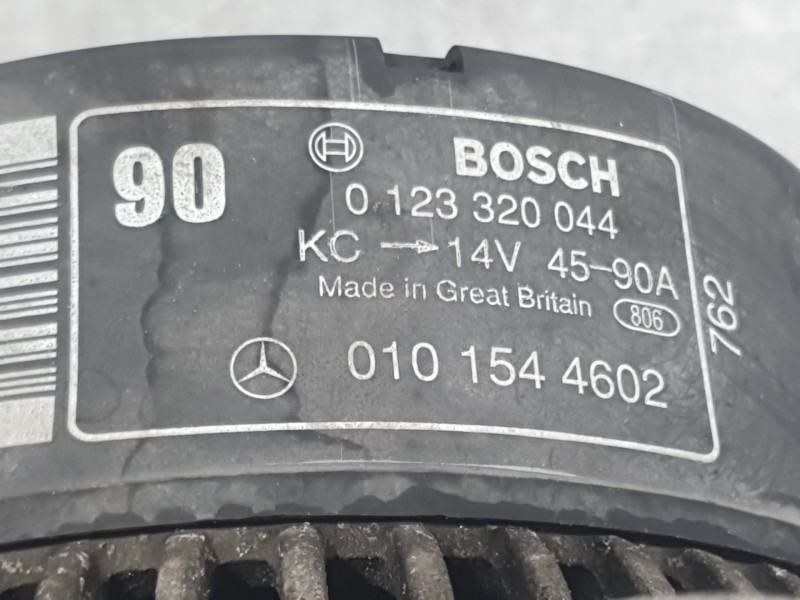 90
BOSCH
0 123 320 044
KC → 14V 45-90A
Made in Great Britain
806
762
010 154 4602